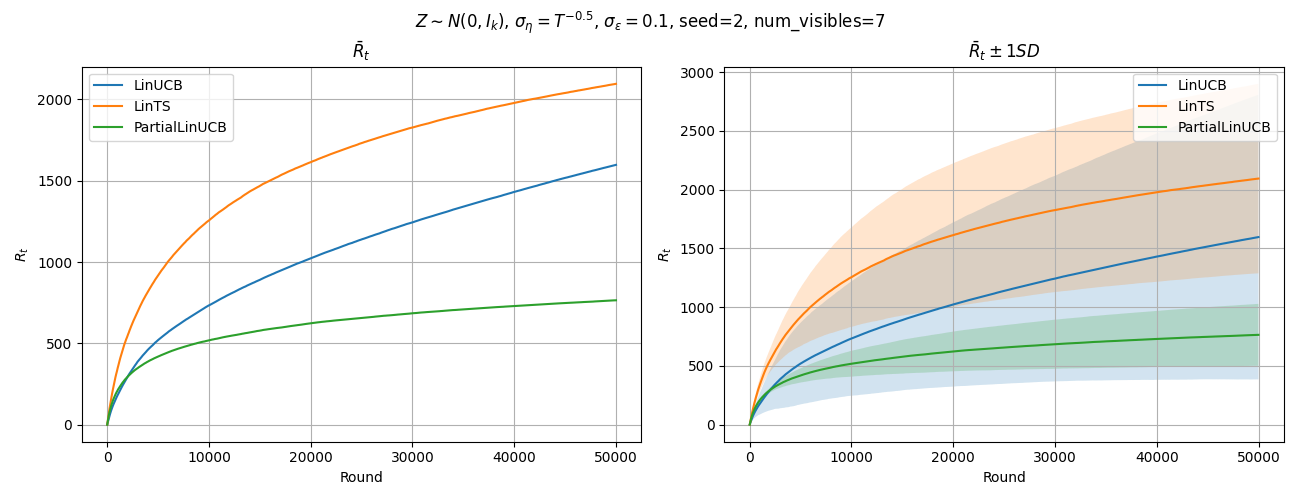 Z ∼ N(0, I_k), σ_η = T^{-0.5}, σ_ε = 0.1, seed=2, num_visibles=7
R̄_t
2000
1500
1000
500
0
LinUCB
LinTS
PartialLinUCB
R_t
0 10000 20000 30000 40000 50000
Round
R̄_t ± 1SD
3000
2500
2000
1500
1000
500
0
LinUCB
LinTS
PartialLinUCB
R_t
0 10000 20000 30000 40000 50000
Round